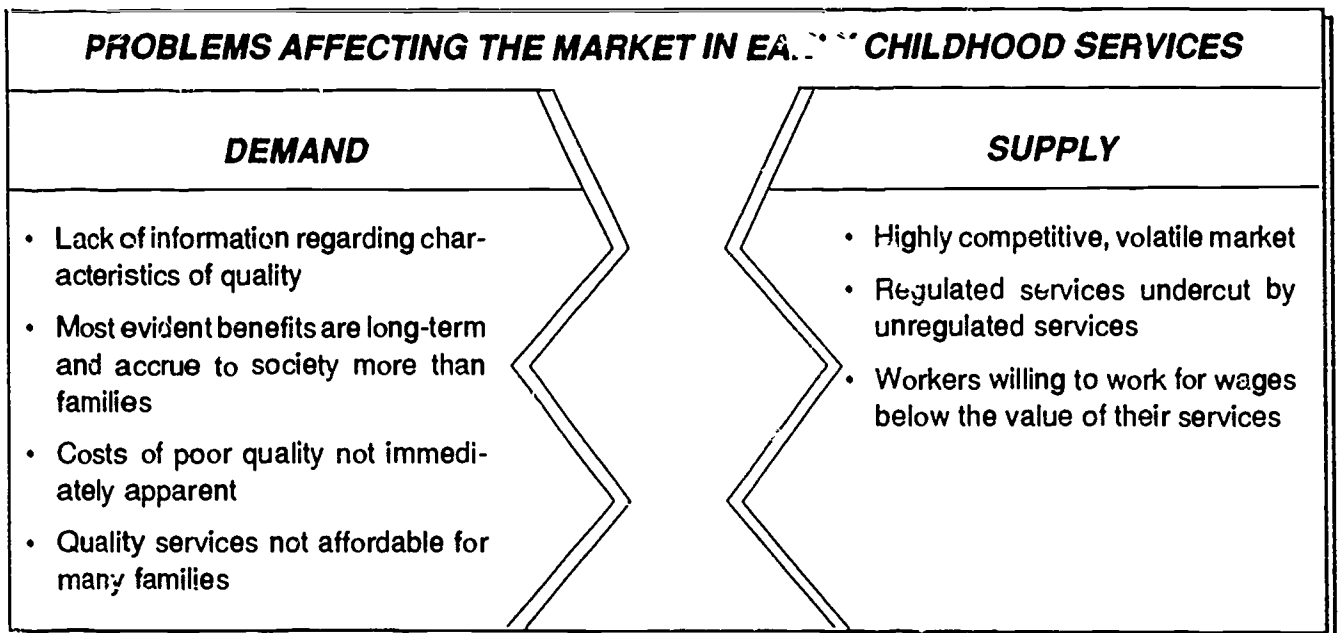 PROBLEMS AFFECTING THE MARKET IN CHILDHOOD SERVICES
DEMAND
• Lack of information regarding char-
acteristics of quality
• Most evident benefits are long-term
and accrue to society more than
families
• Costs of poor quality not immedi-
ately apparent
• Quality services not affordable for
many families
SUPPLY
• Highly competitive, volatile market
• Regulated services undercut by
unregulated services
• Workers willing to work for wages
below the value of their services